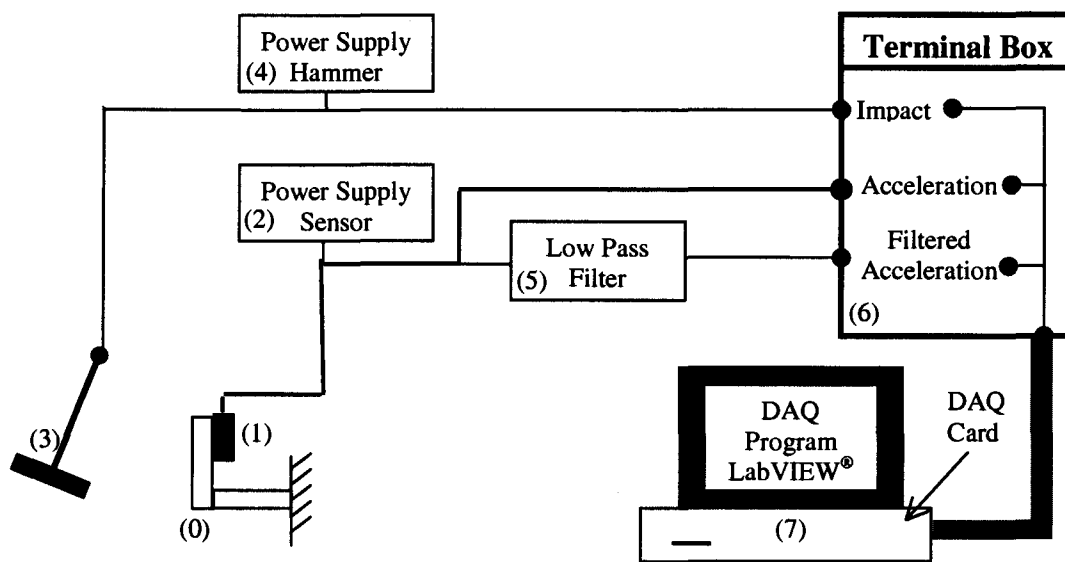 Power Supply
(4) Hammer
Terminal Box
Impact
Power Supply
(2) Sensor
Acceleration
Low Pass
(5) Filter
Filtered
Acceleration
(6)
(3)
(1)
(0)
DAQ
Program
LabVIEW®
DAQ
Card
(7)